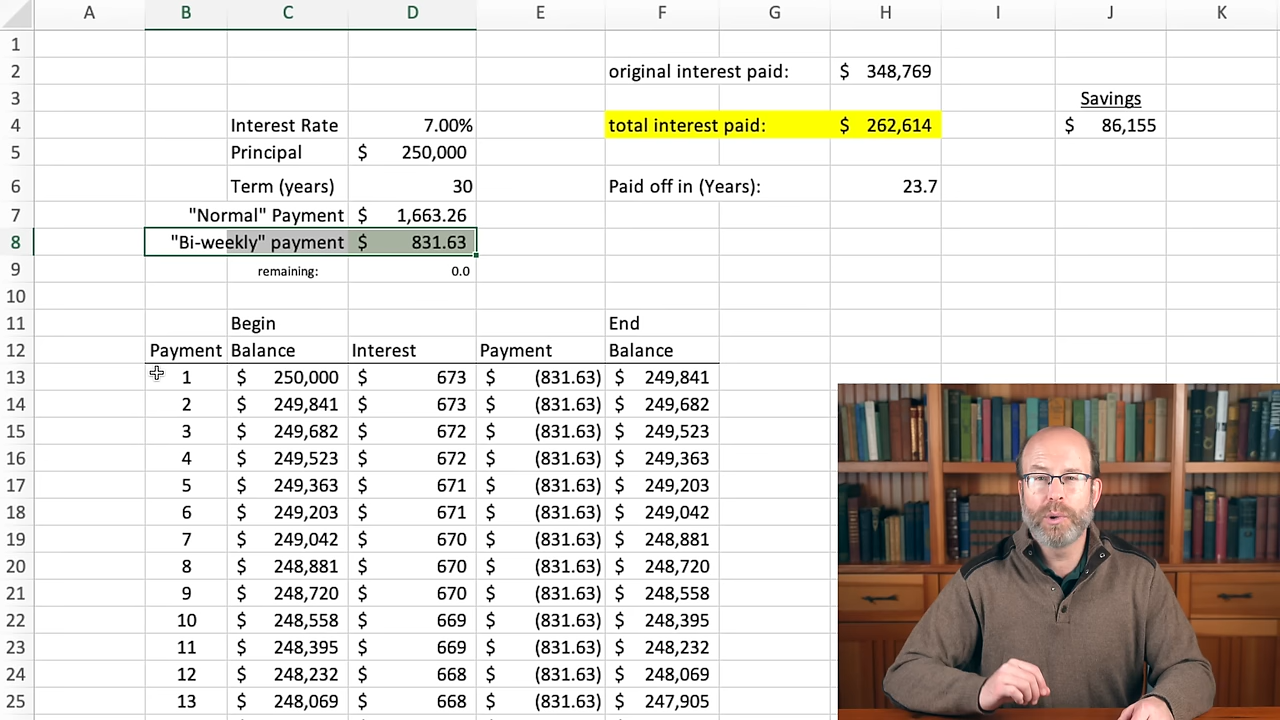 A B C D E F G H I J K
1
2 original interest paid: $ 348,769
3 Savings
4 Interest Rate 7.00% total interest paid: $ 262,614 $ 86,155
5 Principal $ 250,000
6 Term (years) 30 Paid off in (Years): 23.7
7 "Normal" Payment $ 1,663.26
8 "Bi-weekly" payment $ 831.63
9 remaining: 0.0
10
11 Begin End
12 Payment Balance Interest Payment Balance
13 1 $ 250,000 $ 673 $ (831.63) $ 249,841
14 2 $ 249,841 $ 673 $ (831.63) $ 249,682
15 3 $ 249,682 $ 672 $ (831.63) $ 249,523
16 4 $ 249,523 $ 672 $ (831.63) $ 249,363
17 5 $ 249,363 $ 671 $ (831.63) $ 249,203
18 6 $ 249,203 $ 671 $ (831.63) $ 249,042
19 7 $ 249,042 $ 670 $ (831.63) $ 248,881
20 8 $ 248,881 $ 670 $ (831.63) $ 248,720
21 9 $ 248,720 $ 670 $ (831.63) $ 248,558
22 10 $ 248,558 $ 669 $ (831.63) $ 248,395
23 11 $ 248,395 $ 669 $ (831.63) $ 248,232
24 12 $ 248,232 $ 668 $ (831.63) $ 248,069
25 13 $ 248,069 $ 668 $ (831.63) $ 247,905